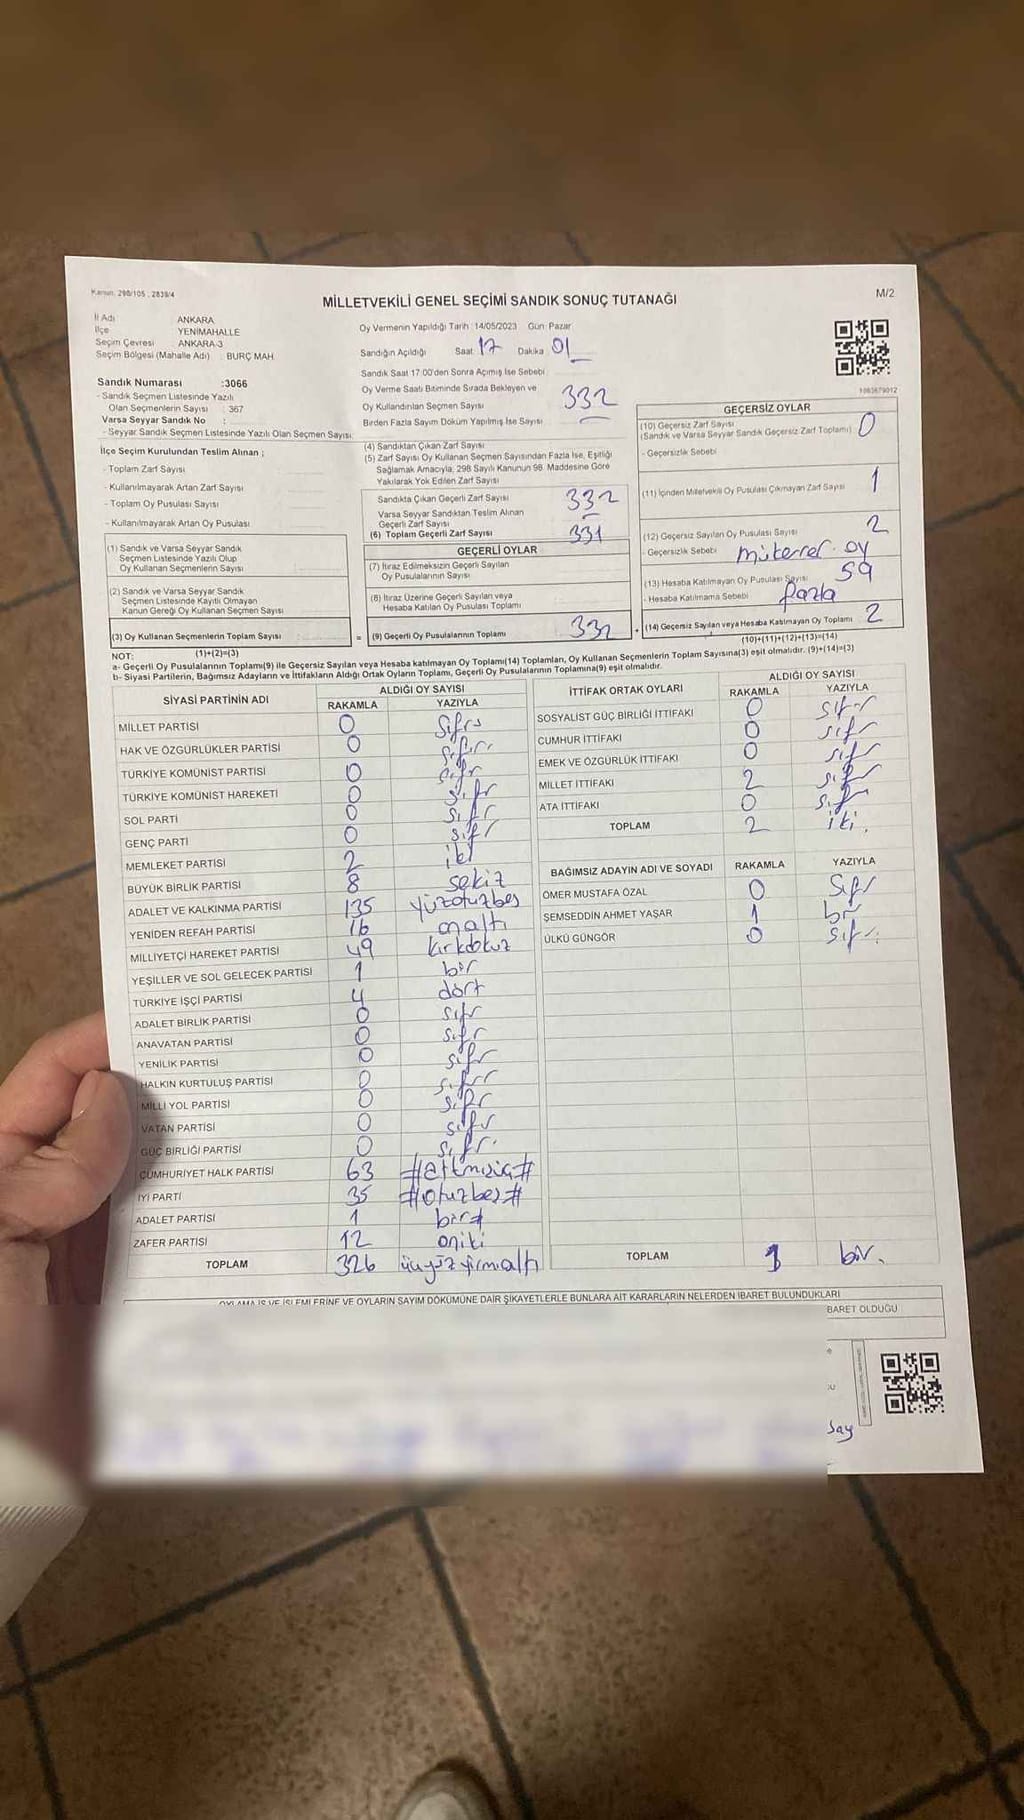 Kanun: 298/105, 2839/4
MİLLETVEKİLİ GENEL SEÇİMİ SANDIK SONUÇ TUTANAĞI
M/2
İl Adı ANKARA
İlçe YENİMAHALLE
Seçim Çevresi ANKARA-3
Seçim Bölgesi (Mahalle Adı) : BURÇ MAH.
Sandık Numarası :3066
- Sandık Seçmen Listesinde Yazılı
Olan Seçmenlerin Sayısı : 367
Varsa Seyyar Sandık No :
- Seyyar Sandık Seçmen Listesinde Yazılı Olan Seçmen Sayısı:
İlçe Seçim Kurulundan Teslim Alınan ;
- Toplam Zarf Sayısı
- Kullanılmayarak Artan Zarf Sayısı
- Toplam Oy Pusulası Sayısı
- Kullanılmayarak Artan Oy Pusulası
(1) Sandık ve Varsa Seyyar Sandık
Seçmen Listesinde Yazılı Olup
Oy Kullanan Seçmenlerin Sayısı
(2) Sandık ve Varsa Seyyar Sandık
Seçmen Listesinde Kayıtlı Olmayan
Kanun Gereği Oy Kullanan Seçmen Sayısı
(3) Oy Kullanan Seçmenlerin Toplam Sayısı =
(1)+(2)=(3)
Oy Vermenin Yapıldığı Tarih :14/05/2023 Gün: Pazar
Sandığın Açıldığı Saat 17 Dakika 01
Sandık Saat 17:00'den Sonra Açımış İse Sebebi
Oy Verme Saati Bitiminde Sırada Bekleyen ve
Oy Kullandırılan Seçmen Sayısı 332
Birden Fazla Sayım Döküm Yapılmış İse Sayısı
(4) Sandıktan Çıkan Zarf Sayısı
(5) Zarf Sayısı Oy Kullanan Seçmen Sayısından Fazla İse, Eşitliği
Sağlamak Amacıyla, 298 Sayılı Kanunun 98. Maddesine Göre
Yakılarak Yok Edilen Zarf Sayısı
Sandıkta Çıkan Geçerli Zarf Sayısı 332
Varsa Seyyar Sandıktan Teslim Alınan
Geçerli Zarf Sayısı
(6) Toplam Geçerli Zarf Sayısı 331
GEÇERLİ OYLAR
(7) İtiraz Edilmeksizin Geçerli Sayılan
Oy Pusulalarının Sayısı
(8) İtiraz Üzerine Geçerli Sayılan veya
Hesaba Katılan Oy Pusulası Toplamı
(9) Geçerli Oy Pusulalarının Toplamı 332 +
1083679012
GEÇERSİZ OYLAR
(10) Geçersiz Zarf Sayısı 0
(Sandık ve Varsa Seyyar Sandık Geçersiz Zarf Toplamı)
- Geçersizlik Sebebi
(11) İçinden Milletvekili Oy Pusulası Çıkmayan Zarf Sayısı 1
(12) Geçersiz Sayılan Oy Pusulası Sayısı 2
- Geçersizlik Sebebi mükerrer oy
(13) Hesaba Katılmayan Oy Pusulası Sayısı 59
- Hesaba Katılmama Sebebi fazla
(14) Geçersiz Sayılan veya Hesaba Katılmayan Oy Toplamı 2
(10)+(11)+(12)+(13)=(14)
NOT:
a- Geçerli Oy Pusulalarının Toplamı(9) ile Geçersiz Sayılan veya Hesaba katılmayan Oy Toplamı(14) Toplamları, Oy Kullanan Seçmenlerin Toplam Sayısına(3) eşit olmalıdır. (9)+(14)=(3)
b- Siyasi Partilerin, Bağımsız Adayların ve İttifakların Aldığı Ortak Oyların Toplamı, Geçerli Oy Pusulalarının Toplamına(9) eşit olmalıdır.
SİYASİ PARTİNİN ADI ALDIĞI OY SAYISI
RAKAMLA YAZIYLA
MİLLET PARTİSİ 0 sıfır
HAK VE ÖZGÜRLÜKLER PARTİSİ 0 sıfır
TÜRKİYE KOMÜNİST PARTİSİ 0 sıfır
TÜRKİYE KOMÜNİST HAREKETİ 0 sıfır
SOL PARTİ 0 sıfır
GENÇ PARTİ 0 sıfır
MEMLEKET PARTİSİ 2 iki
BÜYÜK BİRLİK PARTİSİ 8 sekiz
ADALET VE KALKINMA PARTİSİ 135 yüzotuzbeş
YENİDEN REFAH PARTİSİ 16 onaltı
MİLLİYETÇİ HAREKET PARTİSİ 49 kırkdokuz
YEŞİLLER VE SOL GELECEK PARTİSİ 1 bir
TÜRKİYE İŞÇİ PARTİSİ 4 dört
ADALET BİRLİK PARTİSİ 0 sıfır
ANAVATAN PARTİSİ 0 sıfır
YENİLİK PARTİSİ 0 sıfır
HALKIN KURTULUŞ PARTİSİ 0 sıfır
MİLLİ YOL PARTİSİ 0 sıfır
VATAN PARTİSİ 0 sıfır
GÜÇ BİRLİĞİ PARTİSİ 0 sıfır
CUMHURİYET HALK PARTİSİ 63 #altmışüç#
İYİ PARTİ 35 #otuzbeş#
ADALET PARTİSİ 1 bir#
ZAFER PARTİSİ 12 oniki
TOPLAM 326 üçyüzyirmialtı
İTTİFAK ORTAK OYLARI ALDIĞI OY SAYISI
RAKAMLA YAZIYLA
SOSYALİST GÜÇ BİRLİĞİ İTTİFAKI 0 sıfır
CUMHUR İTTİFAKI 0 sıfır
EMEK VE ÖZGÜRLÜK İTTİFAKI 0 sıfır
MİLLET İTTİFAKI 2 sıfır
ATA İTTİFAKI 0 sıfır
TOPLAM 2 iki.
BAĞIMSIZ ADAYIN ADI VE SOYADI RAKAMLA YAZIYLA
ÖMER MUSTAFA ÖZAL 0 sıfır
ŞEMSEDDİN AHMET YAŞAR 1 bir
ÜLKÜ GÜNGÖR 0 sıfır
TOPLAM 1 bir.
OYLAMA İŞ VE İŞLEMLERİNE VE OYLARIN SAYIM DÖKÜMÜNE DAİR ŞİKAYETLERLE BUNLARA AİT KARARLARIN NELERDEN İBARET BULUNDUKLARI
BARET OLDUĞU
say